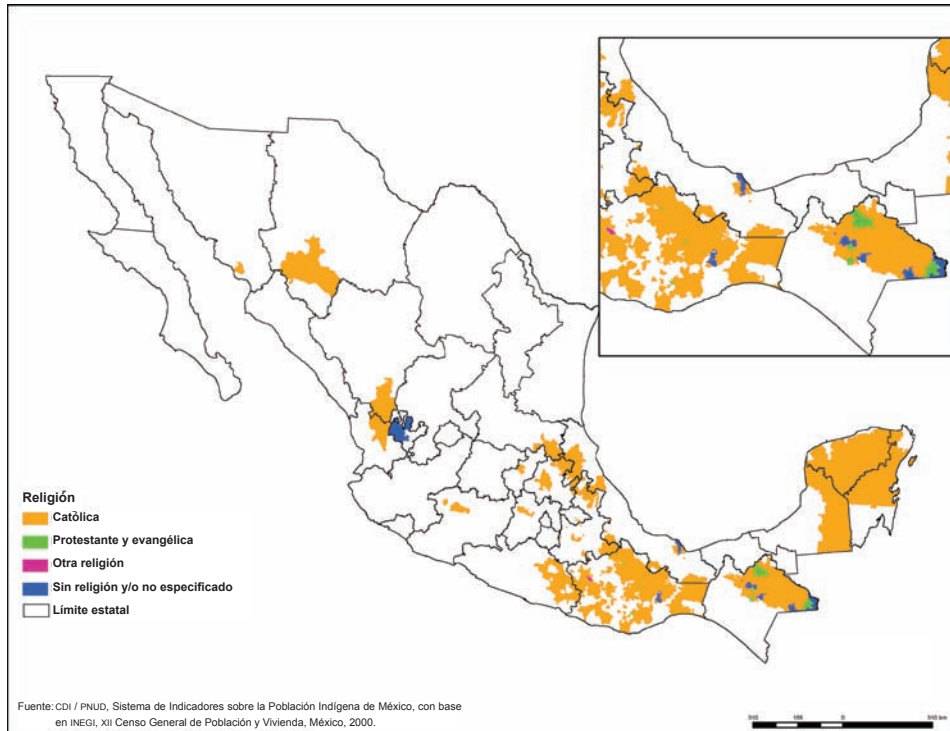 Religión
Catòlica
Protestante y evangélica
Otra religión
Sin religión y/o no especificado
Límite estatal
Fuente: CDI / PNUD, Sistema de Indicadores sobre la Población Indígena de México, con base
en INEGI, XII Censo General de Población y Vivienda, México, 2000.